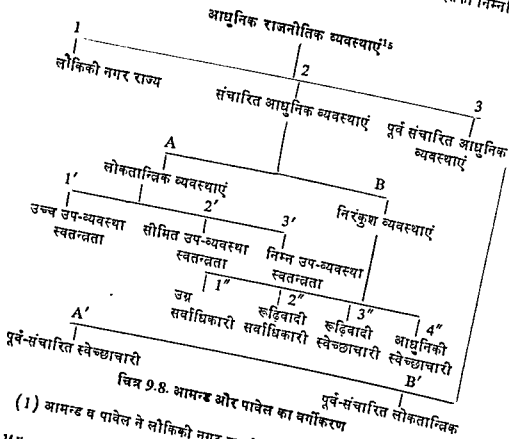 आधुनिक राजनीतिक व्यवस्थाएं¹⁵
1
2
3
लौकिकी नगर राज्य
संचारित आधुनिक व्यवस्थाएं
पूर्व संचारित आधुनिक
व्यवस्थाएं
A
B
लोकतान्त्रिक व्यवस्थाएं
निरंकुश व्यवस्थाएं
1′
2′
3′
उच्च उप-व्यवस्था
स्वतन्त्रता
सीमित उप-व्यवस्था
स्वतन्त्रता
निम्न उप-व्यवस्था
स्वतन्त्रता
1″
2″
3″
4″
उग्र
सर्वाधिकारी
रूढ़िवादी
सर्वाधिकारी
रूढ़िवादी
स्वेच्छाचारी
आधुनिकी
स्वेच्छाचारी
A′
B′
पूर्व-संचारित स्वेच्छाचारी
पूर्व-संचारित लोकतान्त्रिक
चित्र 9.8. आमन्ड और पावेल का वर्गीकरण
(1) आमन्ड व पावेल ने लौकिकी नगर